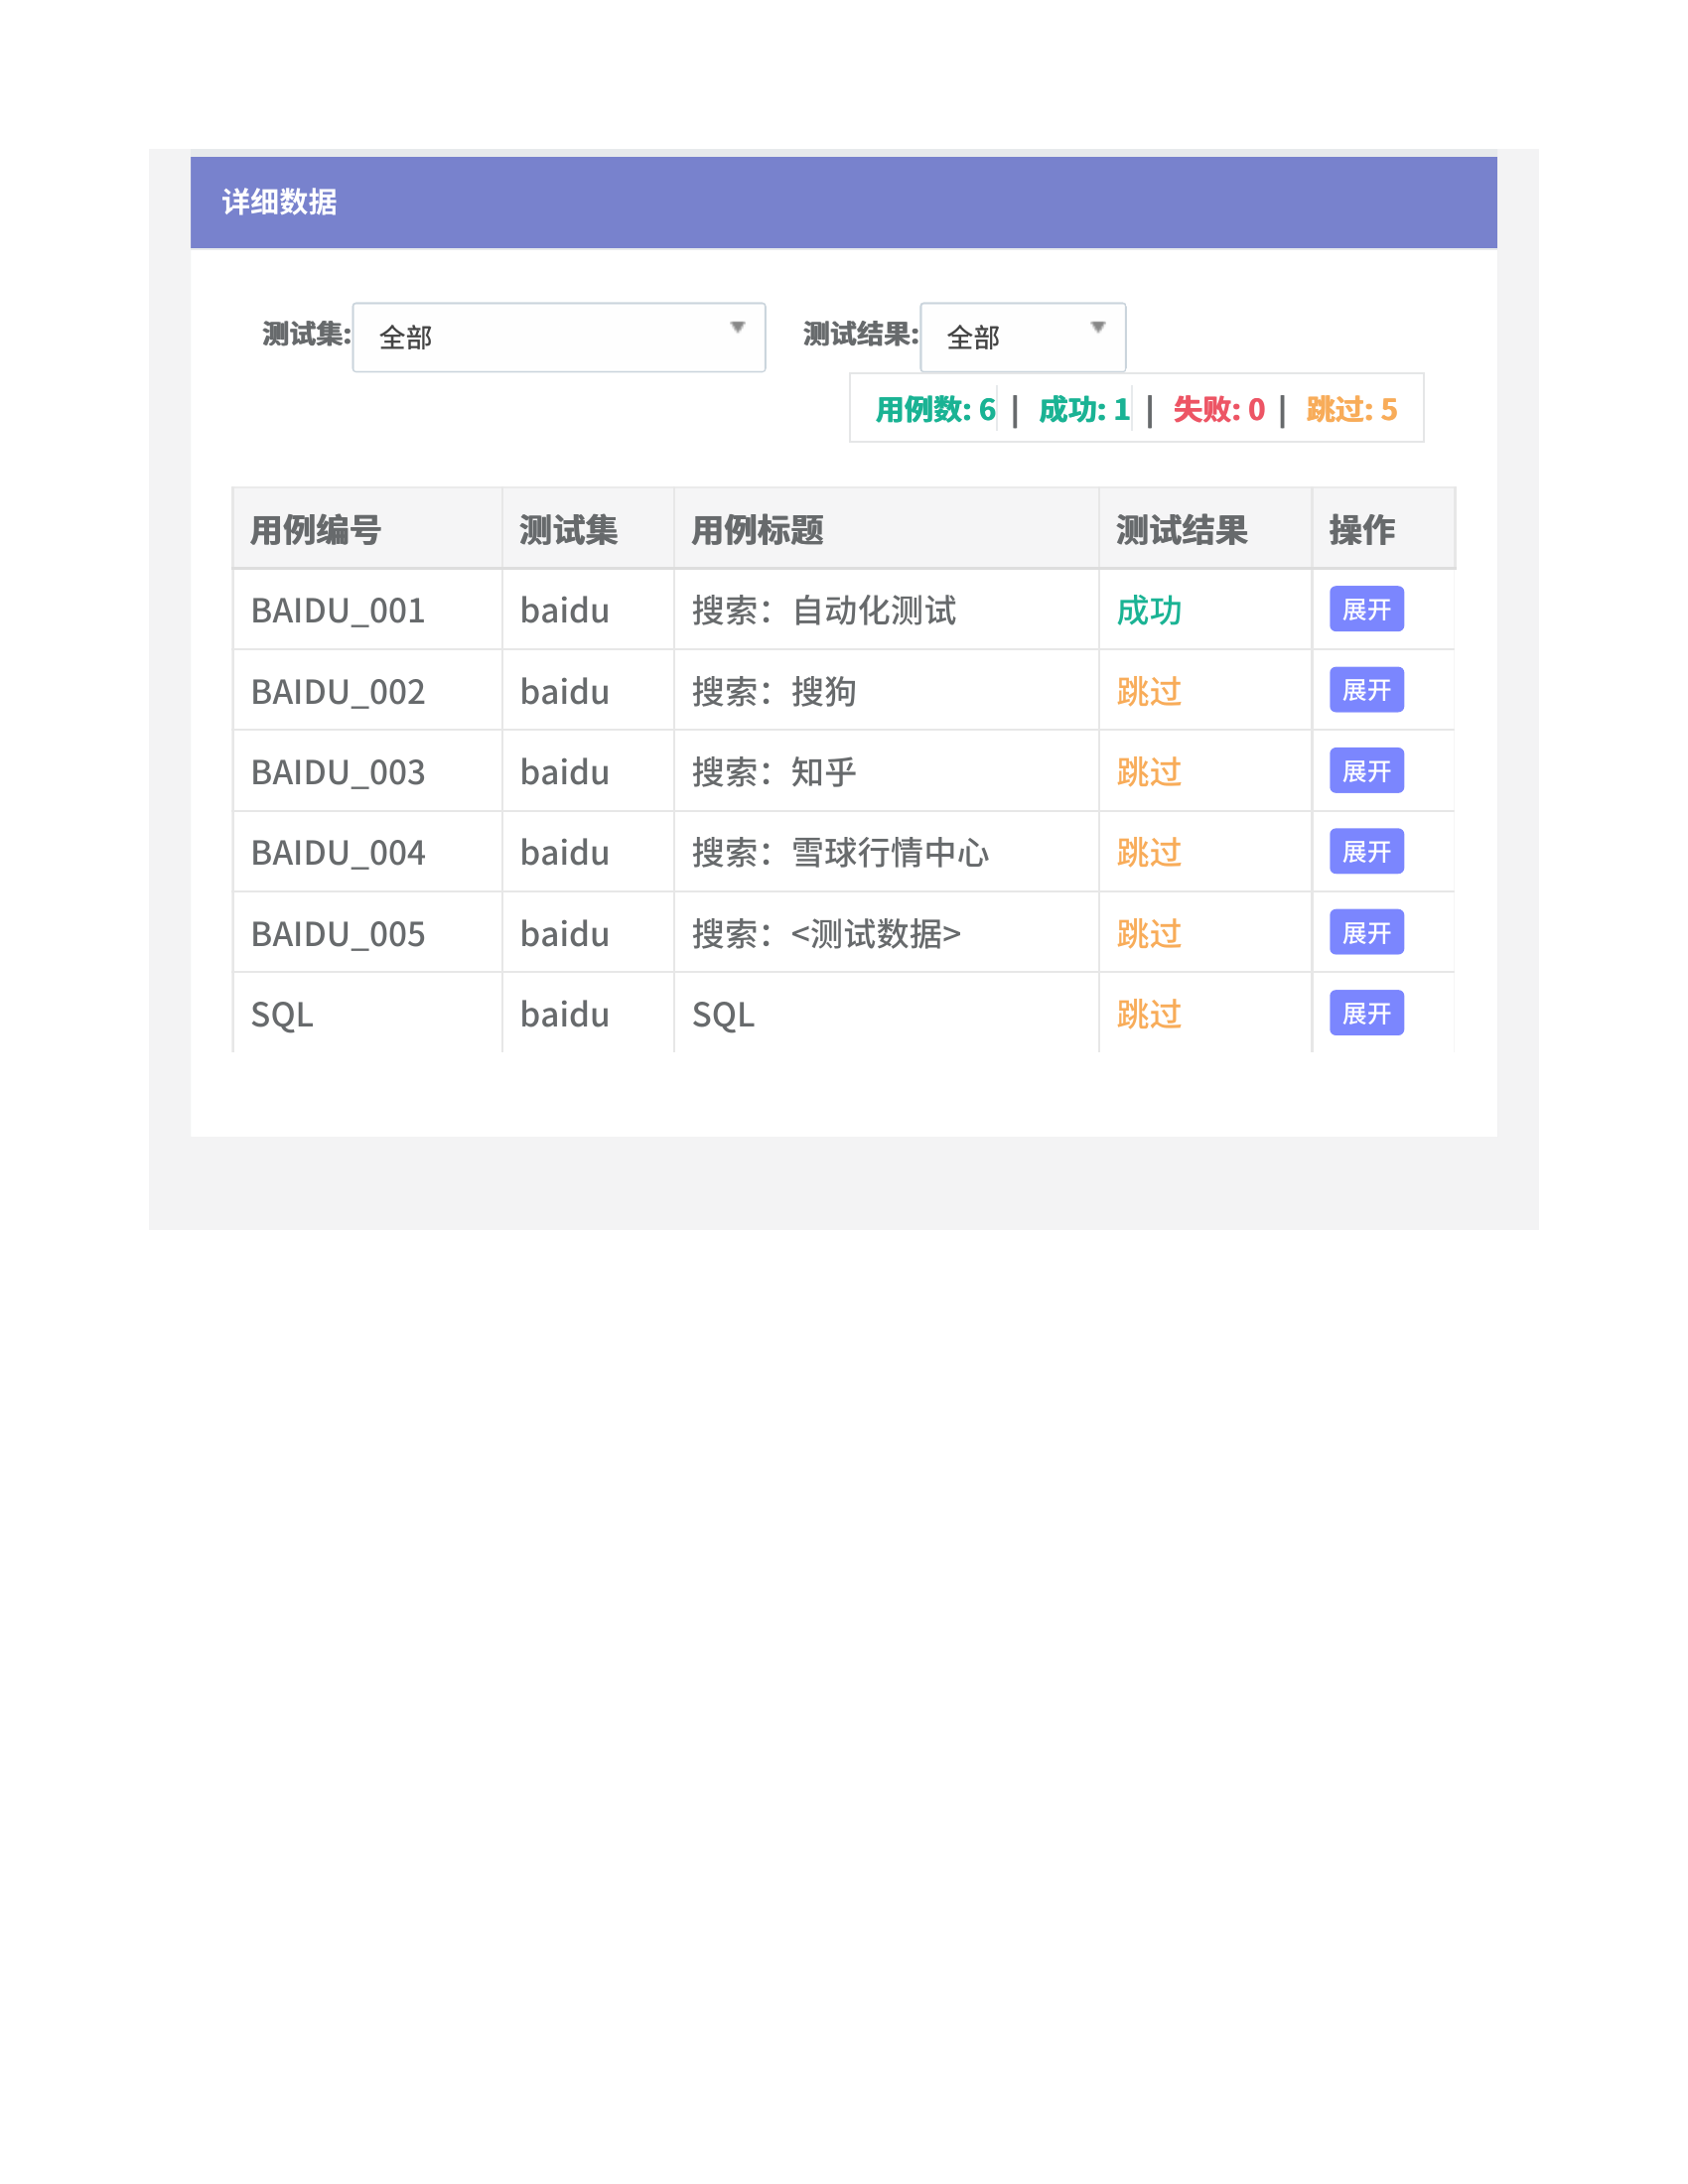 详细数据
测试集: 全部 测试结果: 全部
用例数: 6 | 成功: 1 | 失败: 0 | 跳过: 5
用例编号 测试集 用例标题 测试结果 操作
BAIDU_001 baidu 搜索：自动化测试 成功 展开
BAIDU_002 baidu 搜索：搜狗 跳过 展开
BAIDU_003 baidu 搜索：知乎 跳过 展开
BAIDU_004 baidu 搜索：雪球行情中心 跳过 展开
BAIDU_005 baidu 搜索：<测试数据> 跳过 展开
SQL baidu SQL 跳过 展开